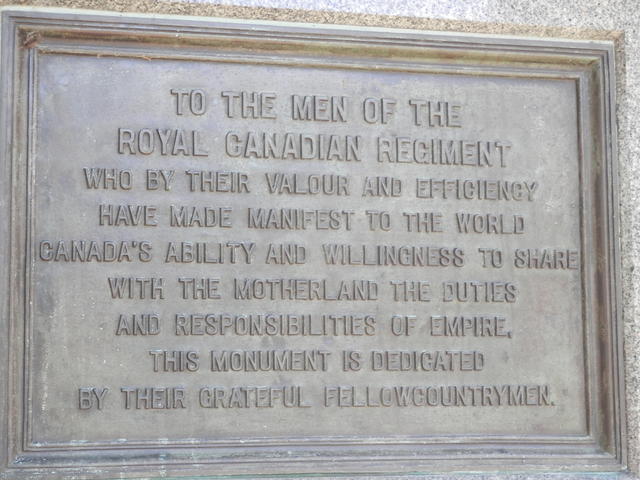 TO THE MEN OF THE
ROYAL CANADIAN REGIMENT
WHO BY THEIR VALOUR AND EFFICIENCY
HAVE MADE MANIFEST TO THE WORLD
CANADA'S ABILITY AND WILLINGNESS TO SHARE
WITH THE MOTHERLAND THE DUTIES
AND RESPONSIBILITIES OF EMPIRE,
THIS MONUMENT IS DEDICATED
BY THEIR GRATEFUL FELLOWCOUNTRYMEN.